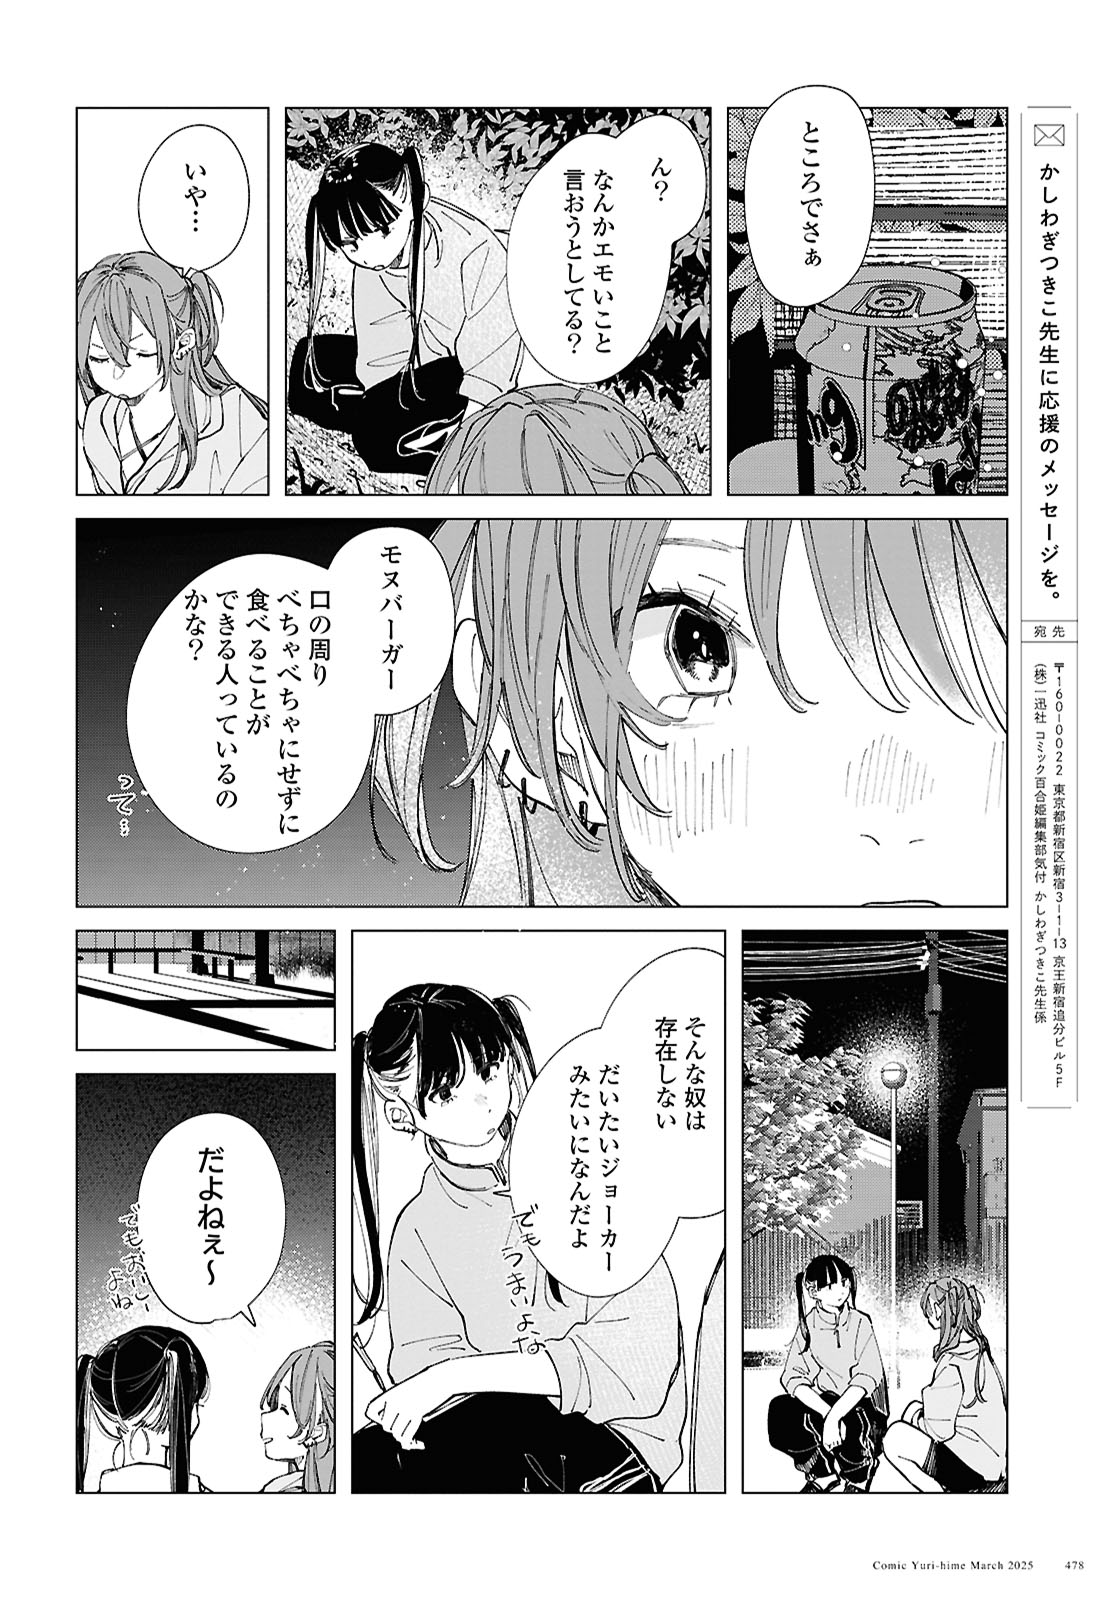 かしわぎつきこ先生に応援のメッセージを。
宛先
〒160-0022 東京都新宿区新宿3-1-13 京王新宿追分ビル5F
(株)一迅社 コミック百合姫編集部気付 かしわぎつきこ先生係
ところでさぁ
ん?
なんかエモいこと
言おうとしてる?
いや…
モヌバーガー
口の周り
べちゃべちゃにせずに
食べることが
できる人っているの
かな?
って…
そんな奴は
存在しない
だいたいジョーカー
みたいになんだよ
でも
うまいよな
だよねぇ〜
でもおいしー
よね
Comic Yuri-hime March 2025 478